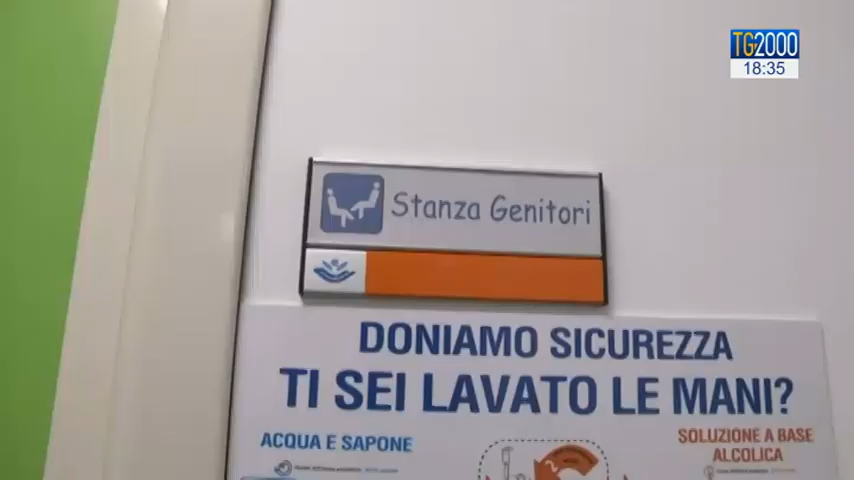 TG2000
18:35
Stanza Genitori
DONIAMO SICUREZZA
TI SEI LAVATO LE MANI?
ACQUA E SAPONE
SOLUZIONE A BASE
ALCOLICA